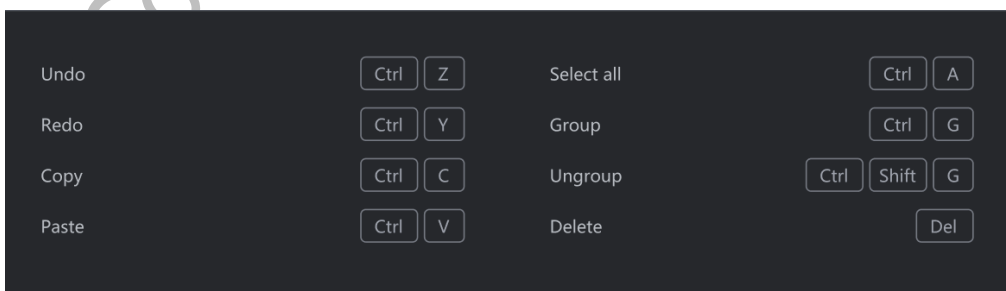 Undo Ctrl Z Select all Ctrl A
Redo Ctrl Y Group Ctrl G
Copy Ctrl C Ungroup Ctrl Shift G
Paste Ctrl V Delete Del